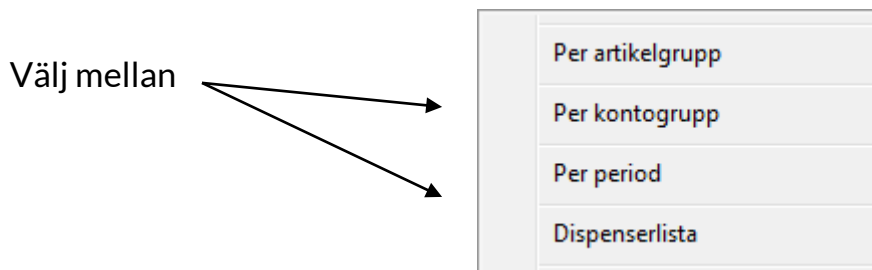 Välj mellan
Per artikelgrupp
Per kontogrupp
Per period
Dispenserlista